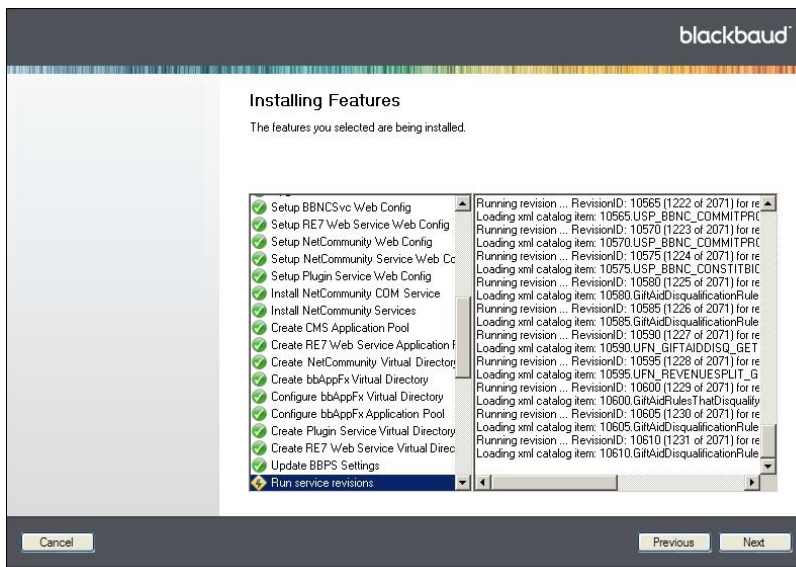 blackbaud
Installing Features
The features you selected are being installed.
Setup BBNCSvc Web Config
Setup RE7 Web Service Web Config
Setup NetCommunity Web Config
Setup NetCommunity Service Web Co
Setup Plugin Service Web Config
Install NetCommunity COM Service
Install NetCommunity Services
Create CMS Application Pool
Create RE7 Web Service Application P
Create NetCommunity Virtual Directory
Create bbAppFx Virtual Directory
Configure bbAppFx Virtual Directory
Configure bbAppFx Application Pool
Create Plugin Service Virtual Directory
Create RE7 Web Service Virtual Direc
Update BBPS Settings
Run service revisions
Running revision ... RevisionID: 10565 (1222 of 2071) for re
Loading xml catalog item: 10565.USP_BBNC_COMMITPRO
Running revision ... RevisionID: 10570 (1223 of 2071) for re
Loading xml catalog item: 10570.USP_BBNC_COMMITPRO
Running revision ... RevisionID: 10575 (1224 of 2071) for re
Loading xml catalog item: 10575.USP_BBNC_CONSTITBIO
Running revision ... RevisionID: 10580 (1225 of 2071) for re
Loading xml catalog item: 10580.GiftAidDisqualificationRule
Running revision ... RevisionID: 10585 (1226 of 2071) for re
Loading xml catalog item: 10585.GiftAidDisqualificationRule
Running revision ... RevisionID: 10590 (1227 of 2071) for re
Loading xml catalog item: 10590.UFN_GIFTAIDDISQ_GET
Running revision ... RevisionID: 10595 (1228 of 2071) for re
Loading xml catalog item: 10595.UFN_REVENUESPLIT_G
Running revision ... RevisionID: 10600 (1229 of 2071) for re
Loading xml catalog item: 10600.GiftAidRulesThatDisqualify
Running revision ... RevisionID: 10605 (1230 of 2071) for re
Loading xml catalog item: 10605.GiftAidDisqualificationRule
Running revision ... RevisionID: 10610 (1231 of 2071) for re
Loading xml catalog item: 10610.GiftAidDisqualificationRule
Cancel
Previous
Next